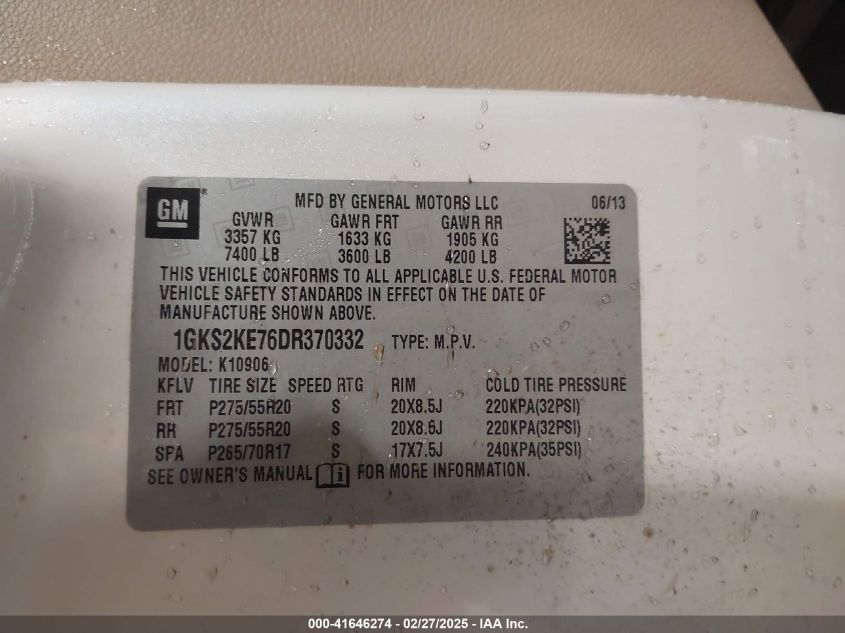 GM
MFD BY GENERAL MOTORS LLC 06/13
GVWR GAWR FRT GAWR RR
3357 KG 1633 KG 1905 KG
7400 LB 3600 LB 4200 LB
THIS VEHICLE CONFORMS TO ALL APPLICABLE U.S. FEDERAL MOTOR
VEHICLE SAFETY STANDARDS IN EFFECT ON THE DATE OF
MANUFACTURE SHOWN ABOVE.
1GKS2KE76DR370332 TYPE: M.P.V.
MODEL: K10906
KFLV TIRE SIZE SPEED RTG RIM COLD TIRE PRESSURE
FRT P275/55R20 S 20X8.5J 220KPA(32PSI)
RR P275/55R20 S 20X8.5J 220KPA(32PSI)
SPA P265/70R17 S 17X7.5J 240KPA(35PSI)
SEE OWNER'S MANUAL FOR MORE INFORMATION.
000-41646274 - 02/27/2025 - IAA Inc.